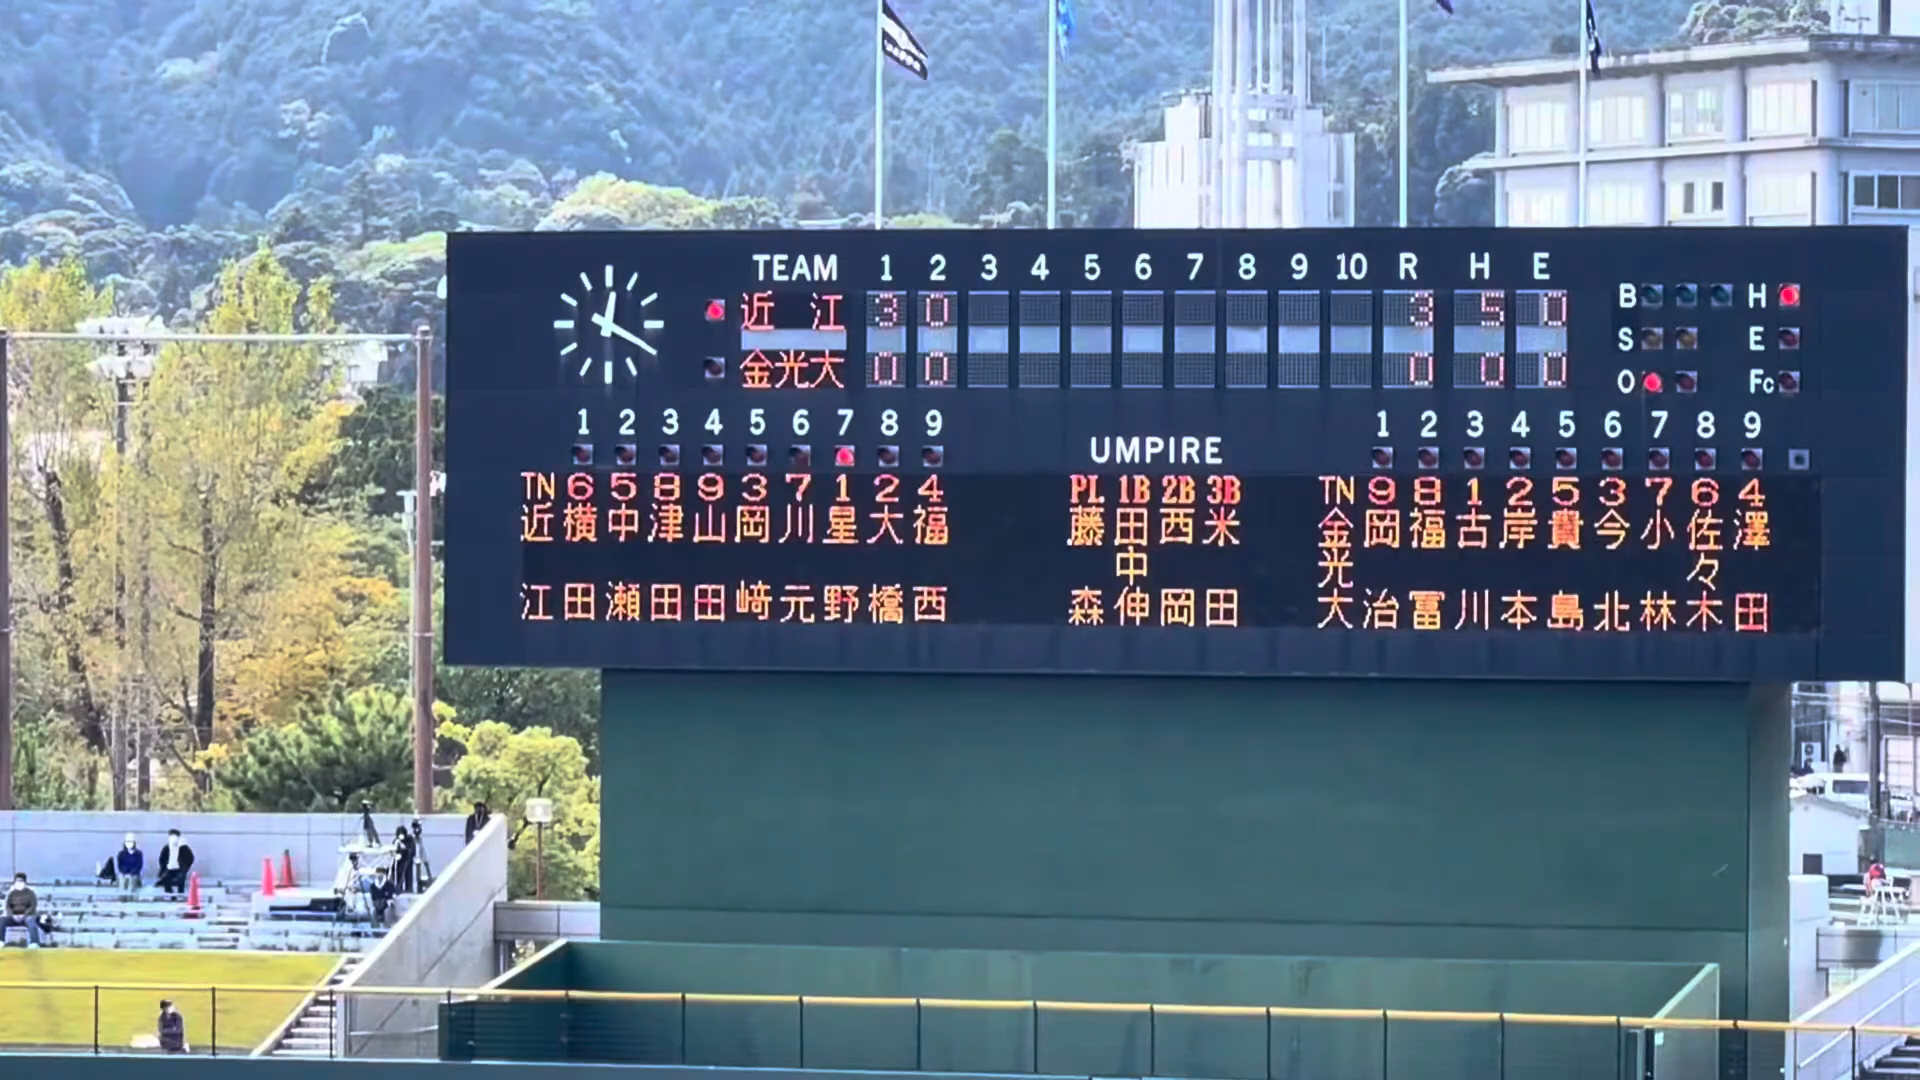 TEAM 1 2 3 4 5 6 7 8 9 10 R H E
近江 3 0 3 5 0
金光大 0 0 0 0 0
B H
S E
O Fc
1 2 3 4 5 6 7 8 9
TN 6 5 8 9 3 7 1 2 4
近江 横田 中瀬 津田 山田 岡﨑 川元 星野 大橋 福西
UMPIRE
PL 1B 2B 3B
藤森 田中伸 西岡 米田
1 2 3 4 5 6 7 8 9
TN 9 8 1 2 5 3 7 6 4
金光大 岡治 福冨 古川 岸本 貴島 今北 小林 佐々木 澤田